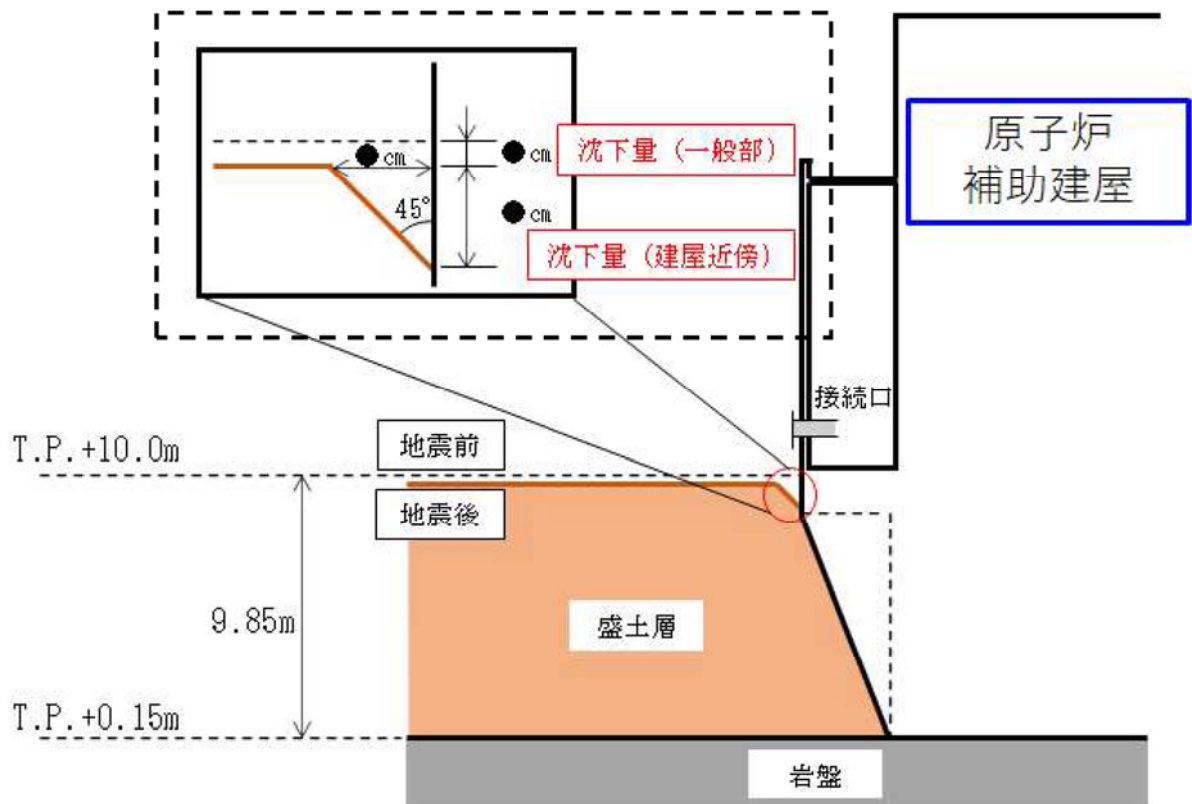 原子炉
補助建屋
●cm
●cm
沈下量（一般部）
45°
●cm
沈下量（建屋近傍）
接続口
T.P.+10.0m
地震前
地震後
9.85m
盛土層
T.P.+0.15m
岩盤